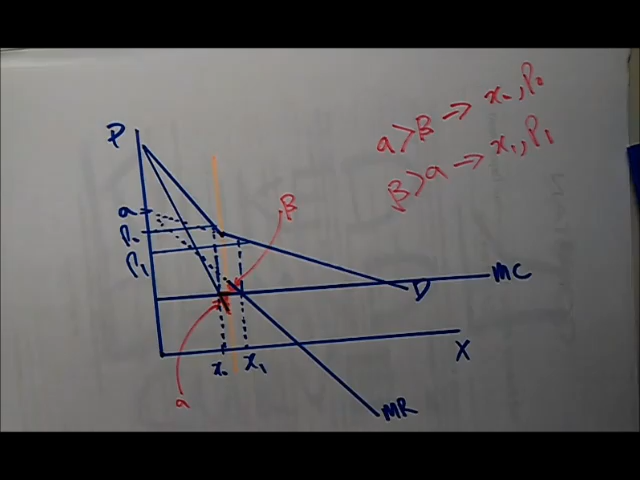 P
a
P₀
P₁
β
a>β → x₀, P₀
β>a → x₁, P₁
MC
D
x₀ x₁
X
a
MR